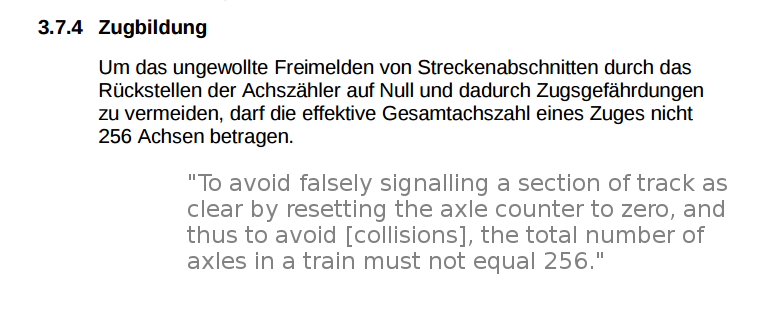 3.7.4 Zugbildung
Um das ungewollte Freimelden von Streckenabschnitten durch das
Rückstellen der Achszähler auf Null und dadurch Zugsgefährdungen
zu vermeiden, darf die effektive Gesamtachszahl eines Zuges nicht
256 Achsen betragen.
"To avoid falsely signalling a section of track as
clear by resetting the axle counter to zero, and
thus to avoid [collisions], the total number of
axles in a train must not equal 256."